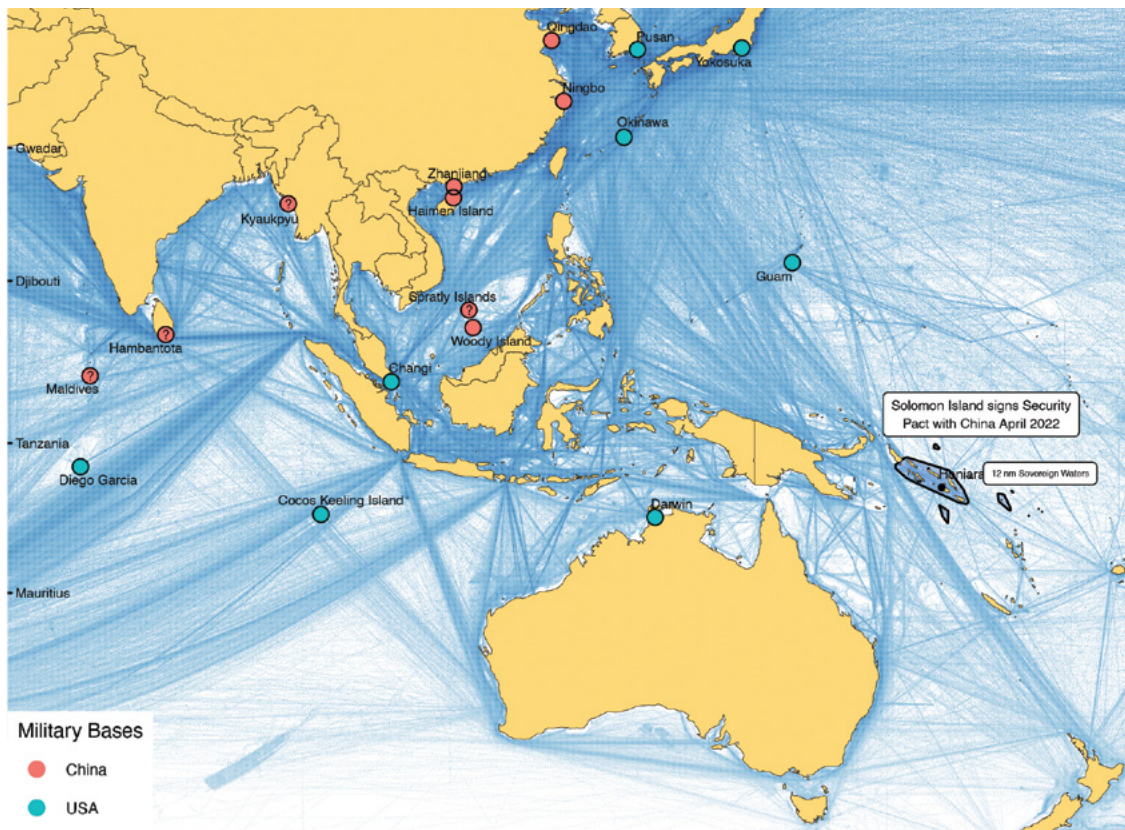 Qingdao
Pusan
Yokosuka
Ningbo
Okinawa
Gwadar
Zhanjiang
Haimen Island
Kyaukpyu
?
Guam
Djibouti
Spratly Islands
?
Woody Island
?
Hambantota
Changi
?
Maldives
Solomon Island signs Security
Pact with China April 2022
Tanzania
Diego Garcia
Honiara
12 nm Sovereign Waters
Cocos Keeling Island
Darwin
Mauritius
Military Bases
China
USA